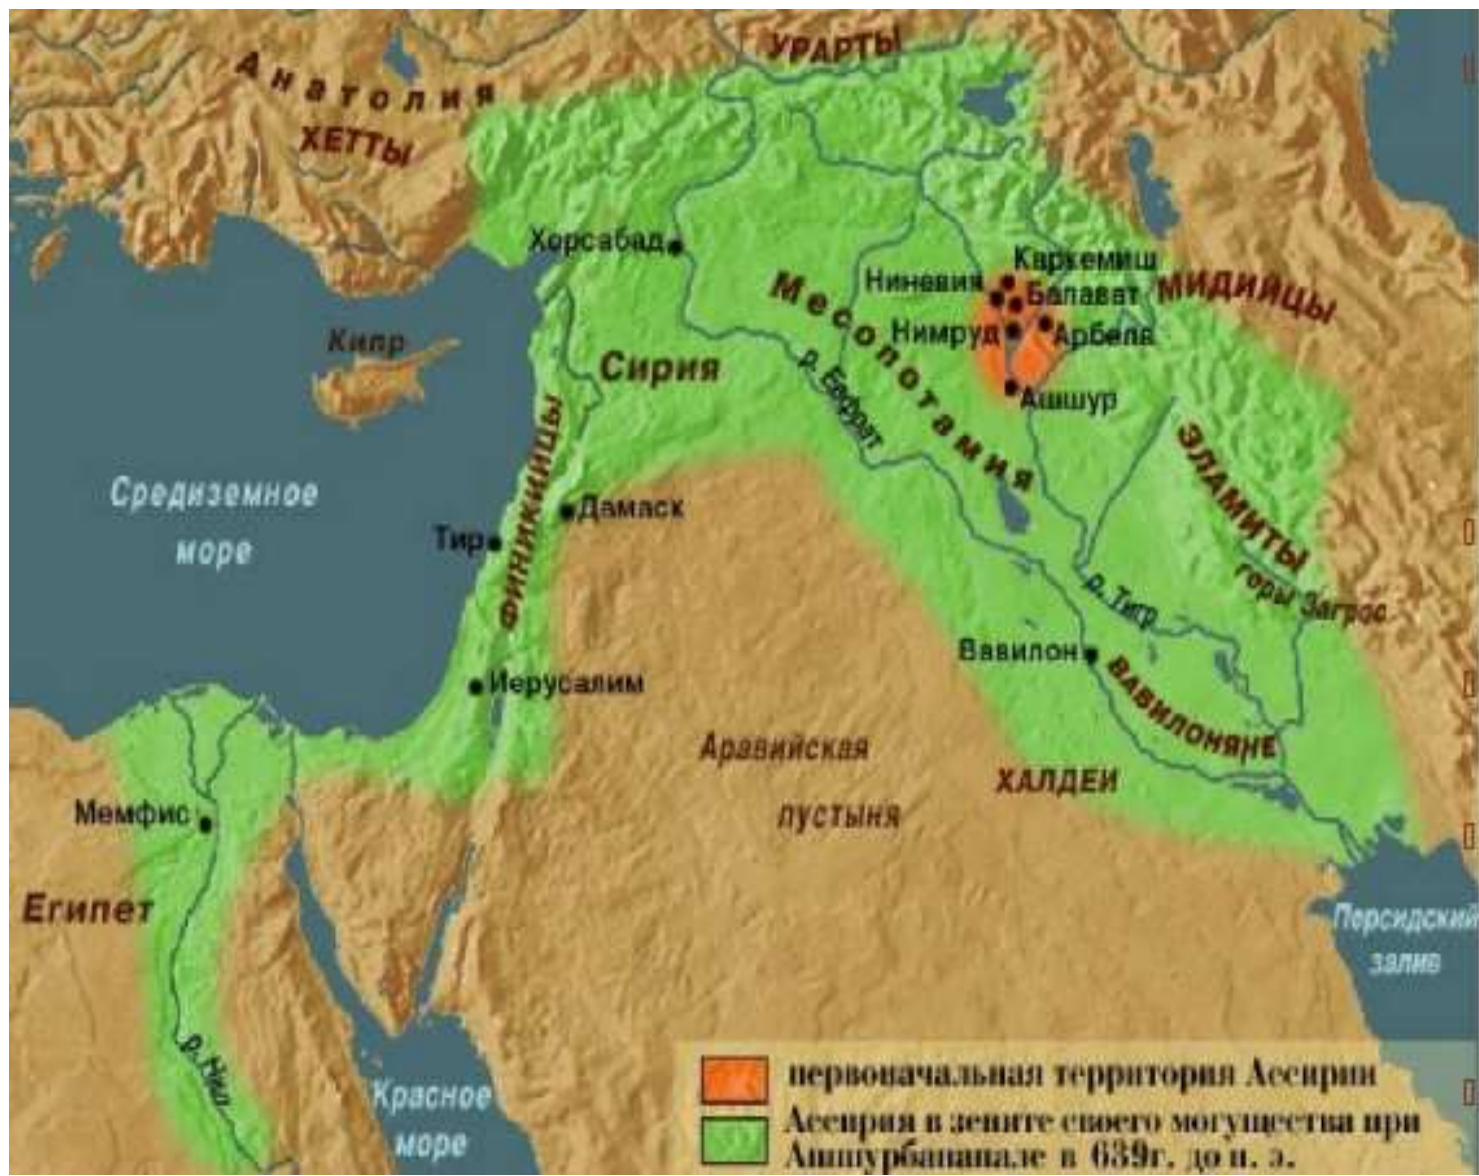 УРАРТЫ
Анатолия
ХЕТТЫ
Хорсабад
Каркемиш
Ниневия
Балават
МИДИЙЦЫ
Месопотамия
Нимруд
Арбела
Кипр
Сирия
р. Евфрат
Ашшур
ФИНИКИЙЦЫ
ЭЛАМИТЫ
Средиземное
море
Дамаск
Тир
горы Загрос
р. Тигр
Вавилон
ВАВИЛОНЯНЕ
Иерусалим
Аравийская
пустыня
ХАЛДЕИ
Мемфис
Египет
Персидский
залив
р. Нил
Красное
море
первоначальная территория Ассирии
Ассирия в зените своего могущества при
Ашшурбанапале в 639г. до н. э.